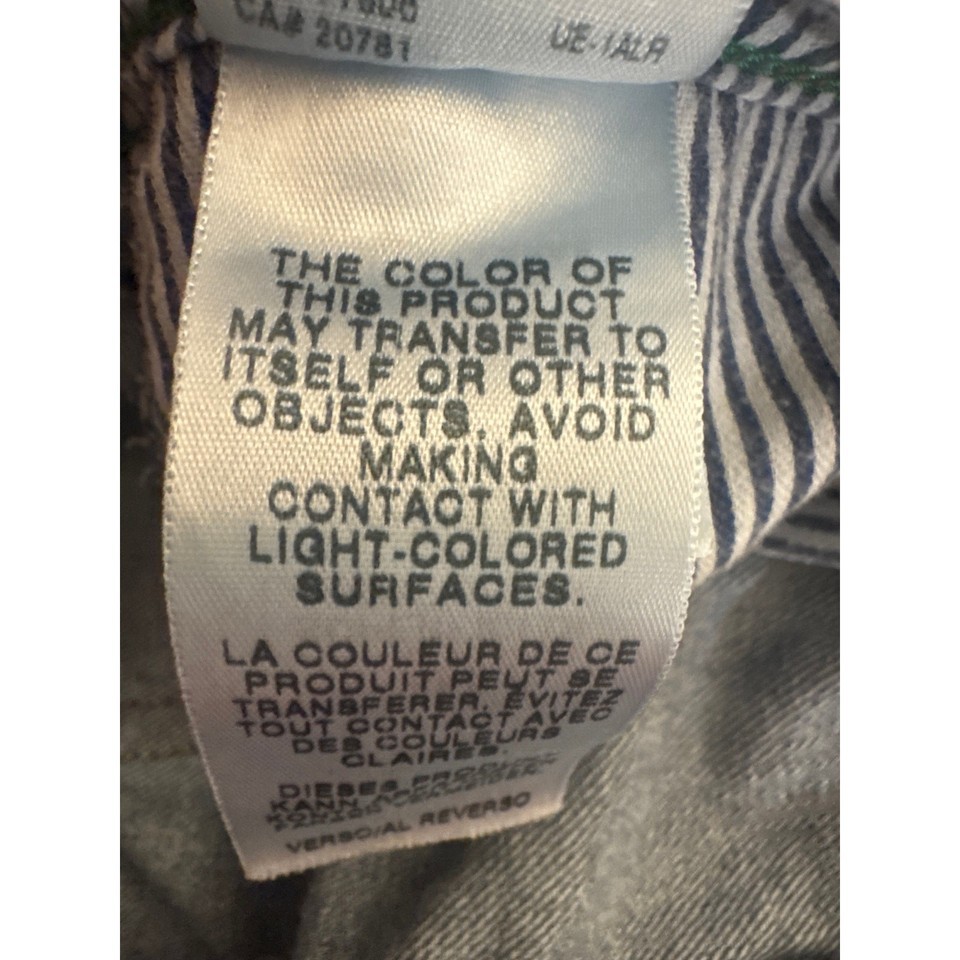 CA# 20781 UE-1ALR
THE COLOR OF
THIS PRODUCT
MAY TRANSFER TO
ITSELF OR OTHER
OBJECTS. AVOID
MAKING
CONTACT WITH
LIGHT-COLORED
SURFACES.
LA COULEUR DE CE
PRODUIT PEUT SE
TRANSFERER. ÉVITEZ
TOUT CONTACT AVEC
DES COULEURS
CLAIRES.
DIESES PRODUKT
KANN
VERSO/AL REVERSO